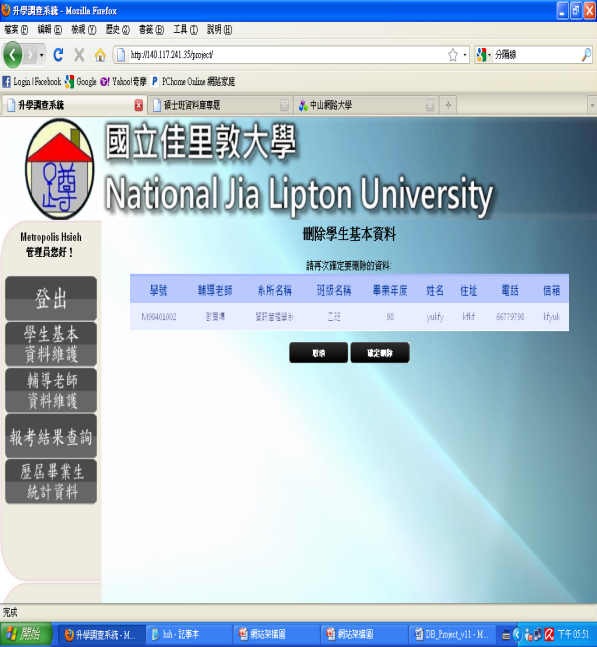 升學調查系統 - Mozilla Firefox
檔案(F) 編輯(E) 檢視(V) 歷史(S) 書籤(B) 工具(T) 說明(H)
http://140.117.241.35/project/
分隔線
Login | Facebook Google Yahoo!奇摩 PChome Online 網路家庭
升學調查系統 碩士班資料庫專題 中山網路大學
國立佳里敦大學
National Jia Lipton University
蹲
Metropolis Hsieh
管理員您好！
登出
學生基本
資料維護
輔導老師
資料維護
報考結果查詢
歷屆畢業生
統計資料
刪除學生基本資料
請再次確定要刪除的資料:
學號 輔導老師 系所名稱 班級名稱 畢業年度 姓名 住址 電話 信箱
M98401002 資訊管理學系 乙班 98 yukfy kfkf 66779798 kfyuk
取消 確定刪除
完成
開始 升學調查系統 - M... huh - 記事本 網站架構圖 網站架構圖 DB_Project_v11 - M... 下午 05:51